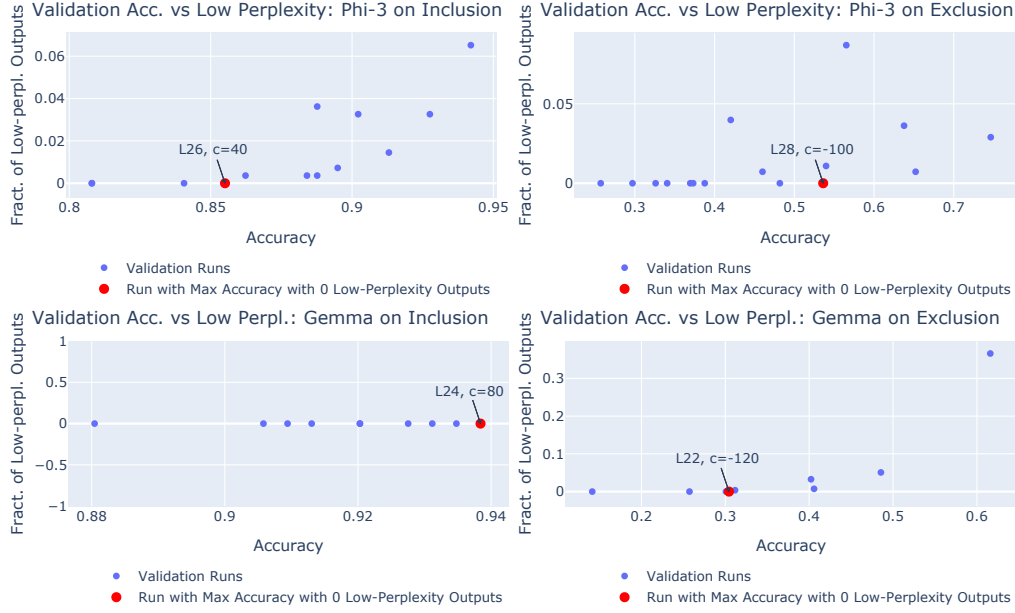 Validation Acc. vs Low Perplexity: Phi-3 on Inclusion
Fract. of Low-perpl. Outputs
0.06
0.04
0.02
0
L26, c=40
0.8
0.85
0.9
0.95
Accuracy
Validation Runs
Run with Max Accuracy with 0 Low-Perplexity Outputs
Validation Acc. vs Low Perplexity: Phi-3 on Exclusion
Fract. of Low-perpl. Outputs
0.05
0
L28, c=-100
0.3
0.4
0.5
0.6
0.7
Accuracy
Validation Runs
Run with Max Accuracy with 0 Low-Perplexity Outputs
Validation Acc. vs Low Perpl.: Gemma on Inclusion
Fract. of Low-perpl. Outputs
1
0.5
0
−0.5
−1
L24, c=80
0.88
0.9
0.92
0.94
Accuracy
Validation Runs
Run with Max Accuracy with 0 Low-Perplexity Outputs
Validation Acc. vs Low Perpl.: Gemma on Exclusion
Fract. of Low-perpl. Outputs
0.3
0.2
0.1
0
L22, c=-120
0.2
0.3
0.4
0.5
0.6
Accuracy
Validation Runs
Run with Max Accuracy with 0 Low-Perplexity Outputs